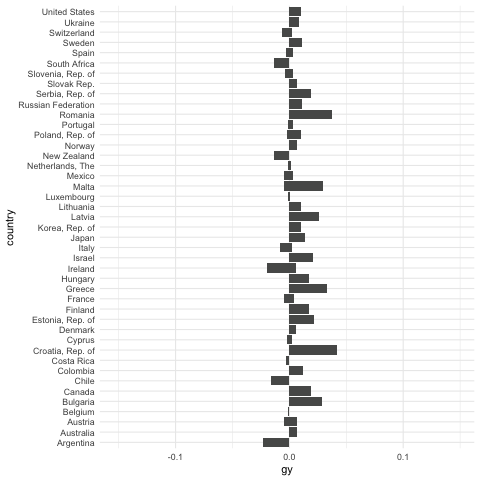 United States
Ukraine
Switzerland
Sweden
Spain
South Africa
Slovenia, Rep. of
Slovak Rep.
Serbia, Rep. of
Russian Federation
Romania
Portugal
Poland, Rep. of
Norway
New Zealand
Netherlands, The
Mexico
Malta
Luxembourg
Lithuania
Latvia
Korea, Rep. of
Japan
Italy
Israel
Ireland
Hungary
Greece
France
Finland
Estonia, Rep. of
Denmark
Cyprus
Croatia, Rep. of
Costa Rica
Colombia
Chile
Canada
Bulgaria
Belgium
Austria
Australia
Argentina
country
-0.1 0.0 0.1
gy